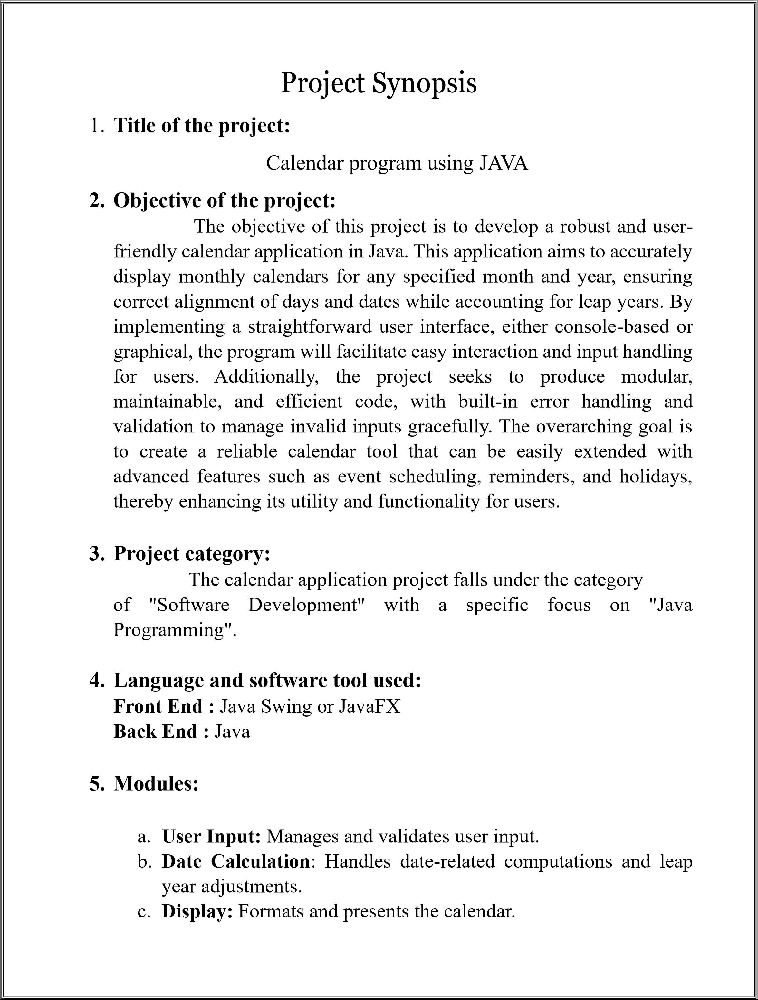 Project Synopsis
1. Title of the project:
Calendar program using JAVA
2. Objective of the project:
The objective of this project is to develop a robust and user-
friendly calendar application in Java. This application aims to accurately
display monthly calendars for any specified month and year, ensuring
correct alignment of days and dates while accounting for leap years. By
implementing a straightforward user interface, either console-based or
graphical, the program will facilitate easy interaction and input handling
for users. Additionally, the project seeks to produce modular,
maintainable, and efficient code, with built-in error handling and
validation to manage invalid inputs gracefully. The overarching goal is
to create a reliable calendar tool that can be easily extended with
advanced features such as event scheduling, reminders, and holidays,
thereby enhancing its utility and functionality for users.
3. Project category:
The calendar application project falls under the category
of "Software Development" with a specific focus on "Java
Programming".
4. Language and software tool used:
Front End : Java Swing or JavaFX
Back End : Java
5. Modules:
a. User Input: Manages and validates user input.
b. Date Calculation: Handles date-related computations and leap
year adjustments.
c. Display: Formats and presents the calendar.